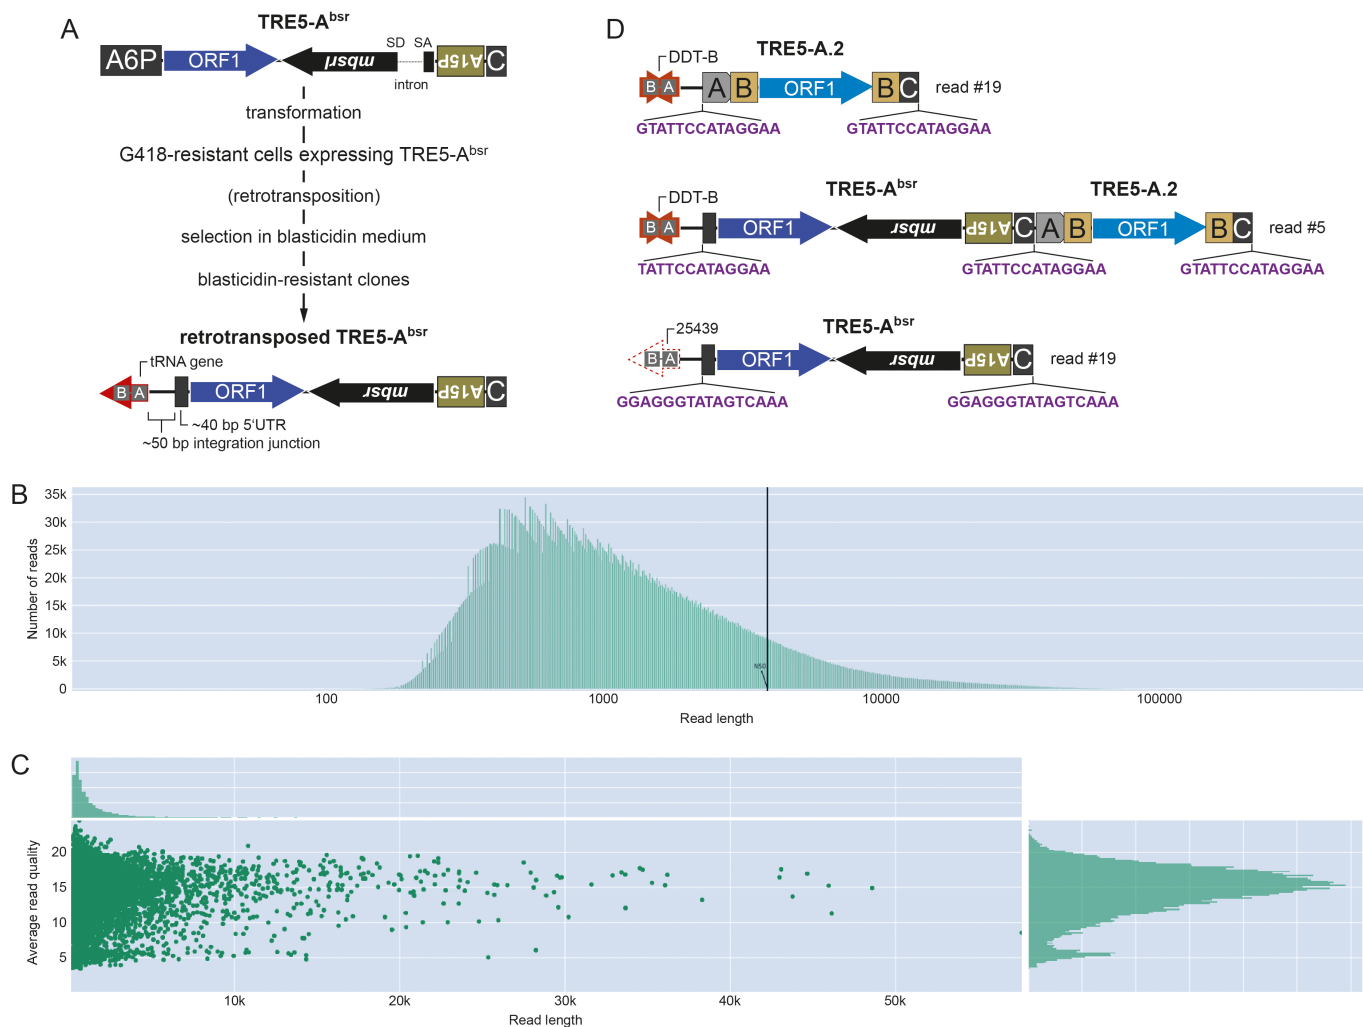 A
TRE5-Absr
A6P
ORF1
mbsrI
SD
SA
intron
A15P
C
transformation
G418-resistant cells expressing TRE5-Absr
(retrotransposition)
selection in blasticidin medium
blasticidin-resistant clones
retrotransposed TRE5-Absr
tRNA gene
B A
ORF1
mbsr
A15P
C
~40 bp 5'UTR
~50 bp integration junction
D
DDT-B
TRE5-A.2
B A
A B
ORF1
B C
read #19
GTATTCCATAGGAA
GTATTCCATAGGAA
DDT-B
TRE5-Absr
TRE5-A.2
B A
ORF1
mbsr
A15P
C
A B
ORF1
B C
read #5
TATTCCATAGGAA
GTATTCCATAGGAA
GTATTCCATAGGAA
25439
TRE5-Absr
B A
ORF1
mbsr
A15P
C
read #19
GGAGGGTATAGTCAAA
GGAGGGTATAGTCAAA
B
35k
30k
25k
20k
15k
10k
5k
0
Number of reads
N50
100
1000
10000
100000
Read length
C
20
15
10
5
Average read quality
10k
20k
30k
40k
50k
Read length